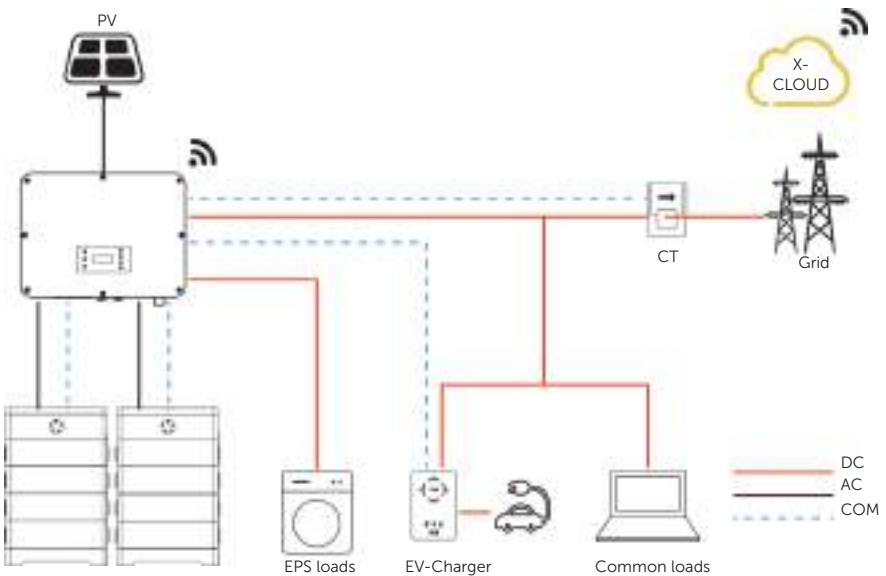 PV
X-
CLOUD
CT
Grid
DC
AC
COM
EPS loads
EV-Charger
Common loads